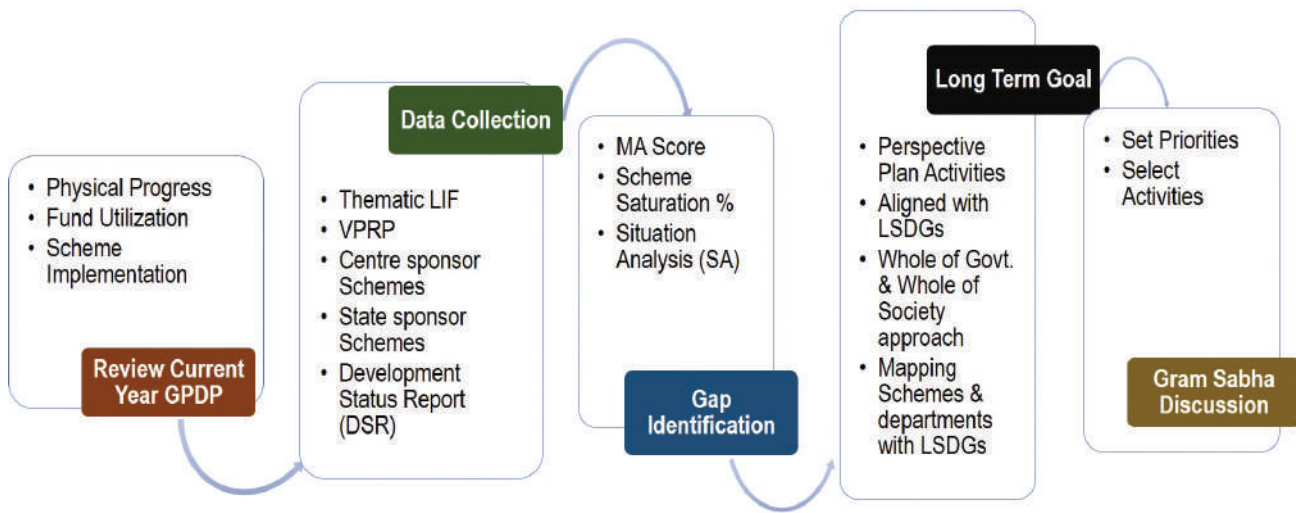 • Physical Progress
• Fund Utilization
• Scheme
Implementation
Review Current
Year GPDP
Data Collection
• Thematic LIF
• VPRP
• Centre sponsor
Schemes
• State sponsor
Schemes
• Development
Status Report
(DSR)
• MA Score
• Scheme
Saturation %
• Situation
Analysis (SA)
Gap
Identification
Long Term Goal
• Perspective
Plan Activities
• Aligned with
LSDGs
• Whole of Govt.
& Whole of
Society
approach
• Mapping
Schemes &
departments
with LSDGs
• Set Priorities
• Select
Activities
Gram Sabha
Discussion